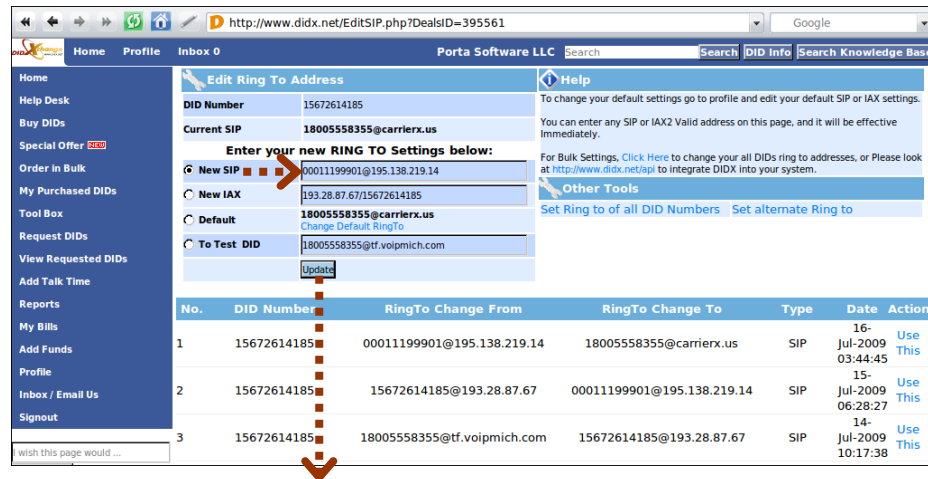 http://www.didx.net/EditSIP.php?DealsID=395561
Google
Home Profile Inbox 0 Porta Software LLC Search Search DID Info Search Knowledge Base
Home
Help Desk
Buy DIDs
Special Offer NEW
Order in Bulk
My Purchased DIDs
Tool Box
Request DIDs
View Requested DIDs
Add Talk Time
Reports
My Bills
Add Funds
Profile
Inbox / Email Us
Signout
I wish this page would ...
Edit Ring To Address
DID Number 15672614185
Current SIP 18005558355@carrierx.us
Enter your new RING TO Settings below:
New SIP 00011199901@195.138.219.14
New IAX 193.28.87.67/15672614185
Default 18005558355@carrierx.us
Change Default RingTo
To Test DID 18005558355@tf.voipmich.com
Update
Help
To change your default settings go to profile and edit your default SIP or IAX settings.
You can enter any SIP or IAX2 Valid address on this page, and it will be effective
Immediately.
For Bulk Settings, Click Here to change your all DIDs ring to addresses, or Please look
at http://www.didx.net/api to integrate DIDX into your system.
Other Tools
Set Ring to of all DID Numbers Set alternate Ring to
No. DID Number RingTo Change From RingTo Change To Type Date Action
1 15672614185 00011199901@195.138.219.14 18005558355@carrierx.us SIP 16-Jul-2009 03:44:45 Use This
2 15672614185 15672614185@193.28.87.67 00011199901@195.138.219.14 SIP 15-Jul-2009 06:28:27 Use This
3 15672614185 18005558355@tf.voipmich.com 15672614185@193.28.87.67 SIP 14-Jul-2009 10:17:38 Use This